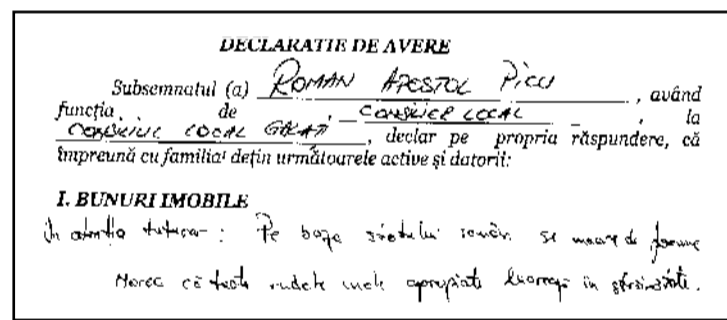 DECLARATIE DE AVERE
Subsemnatul (a) ROMAN APOSTOL PICU, având
funcția de CONSILIER LOCAL, la
CONSILIUL LOCAL GALAȚI, declar pe propria răspundere, că
împreună cu familia¹ dețin următoarele active și datorii:
I. BUNURI IMOBILE
În atenția tuturor: Pe baza statului român se moare de foame
Noroc că toate rudele mele apropiate lucrează în străinătate.